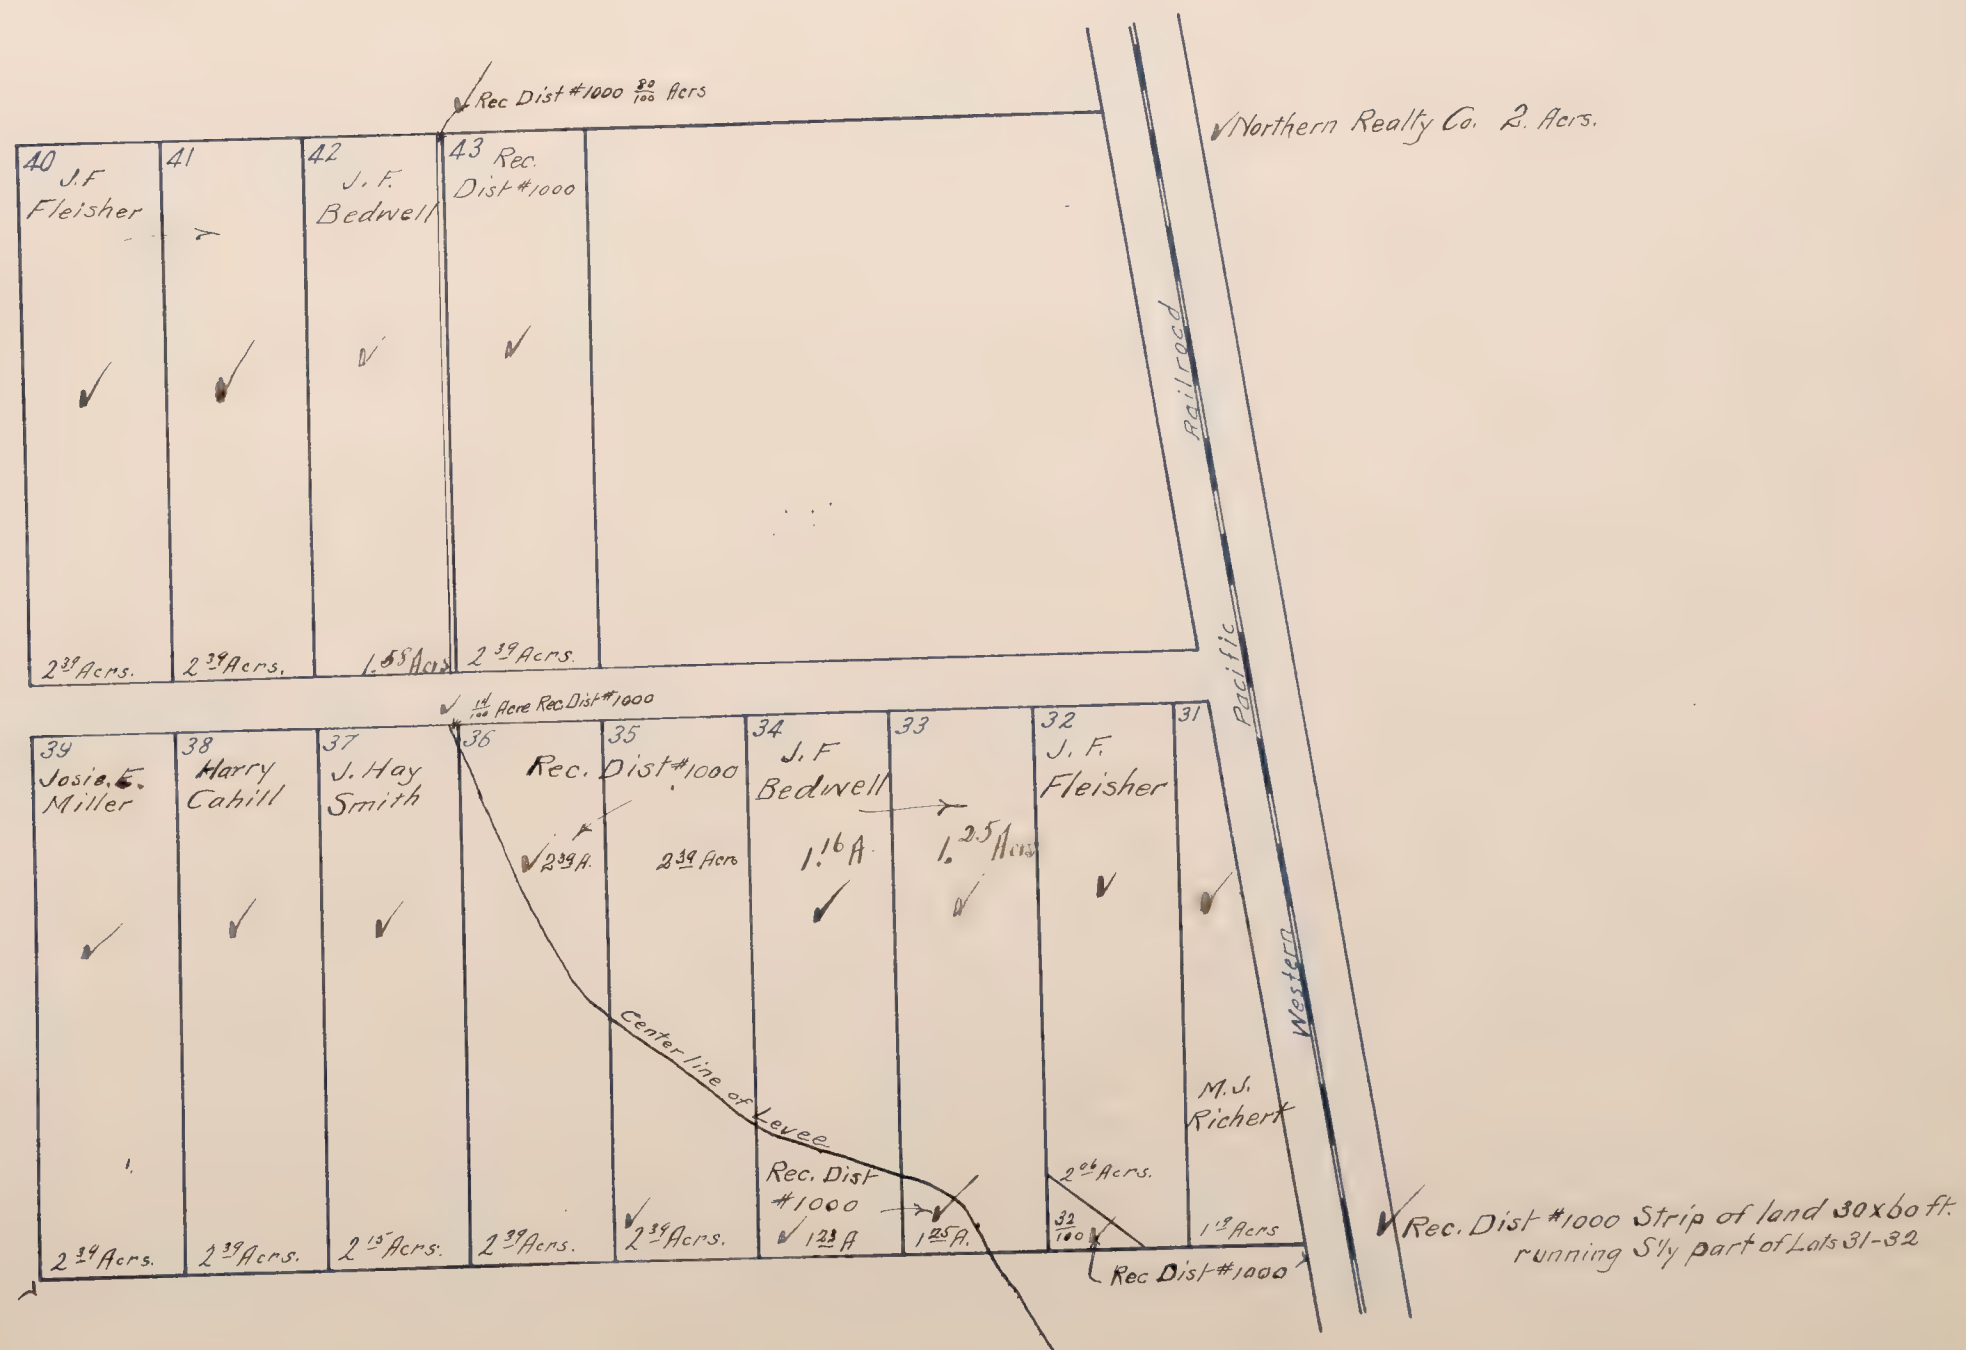 Rec Dist #1000 80/100 Acrs
Northern Realty Co. 2. Acrs.
40
J.F
Fleisher
2 39 Acrs.
41
2 39 Acrs.
42
J. F.
Bedwell
1.58 Acrs
43 Rec.
Dist #1000
2 39 Acrs.
Railroad
Pacific
Western
14/100 Acre Rec Dist #1000
39
Josie. E.
Miller
2 39 Acrs.
38
Harry
Cahill
2 39 Acrs.
37
J. Hay
Smith
2 15 Acrs.
36
35
Rec. Dist #1000
2 39 A.
2 39 Acrs
2 39 Acrs.
2 39 Acrs.
34
J. F
Bedwell
1.16 A.
33
1.25 Acrs
Center line of Levee
Rec. Dist
#1000
1 23 A
1 25 A.
32
J. F.
Fleisher
2 06 Acrs.
32/100
Rec Dist #1000
31
M. J.
Richert
1 19 Acrs
Rec. Dist #1000 Strip of land 30x60 ft.
running S'ly part of Lots 31-32